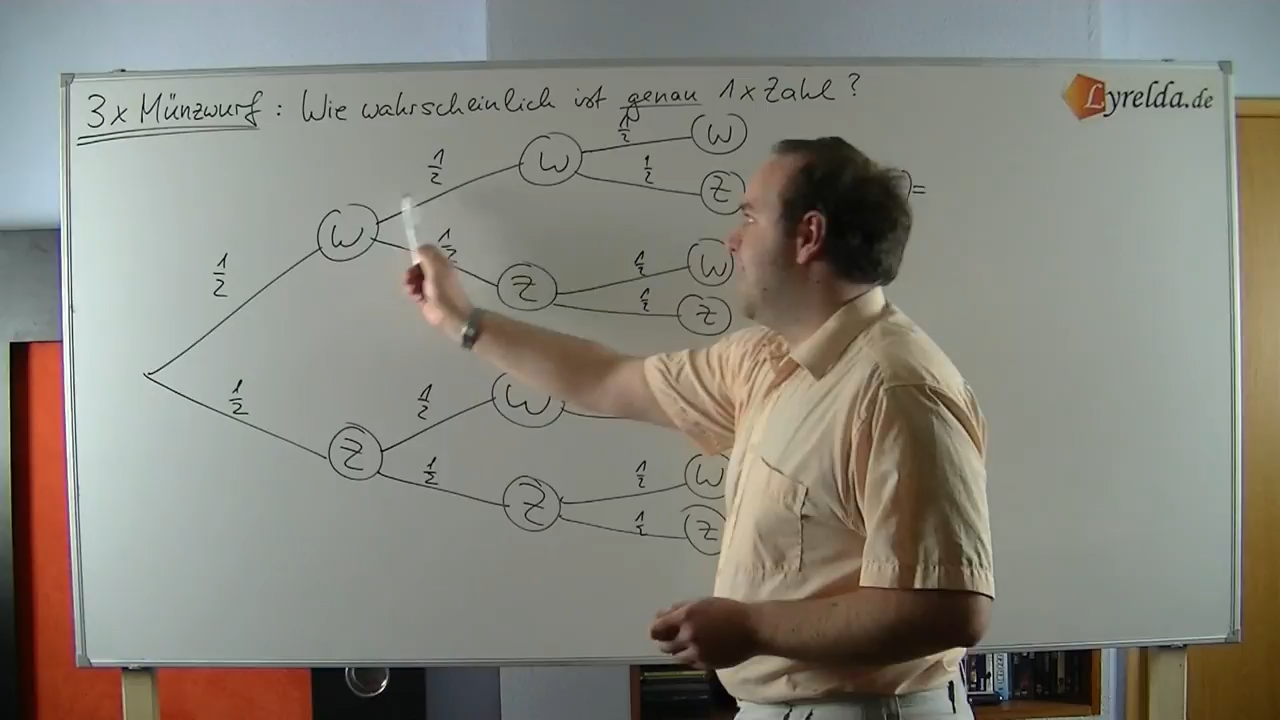 3x Münzwurf: Wie wahrscheinlich ist genau 1x Zahl?
Lyrelda.de
1/2 W 1/2 W 1/2 W
1/2 Z
)=
1/2 Z 1/2 W
1/2 Z
1/2 Z 1/2 W
1/2 Z 1/2 W
1/2 Z